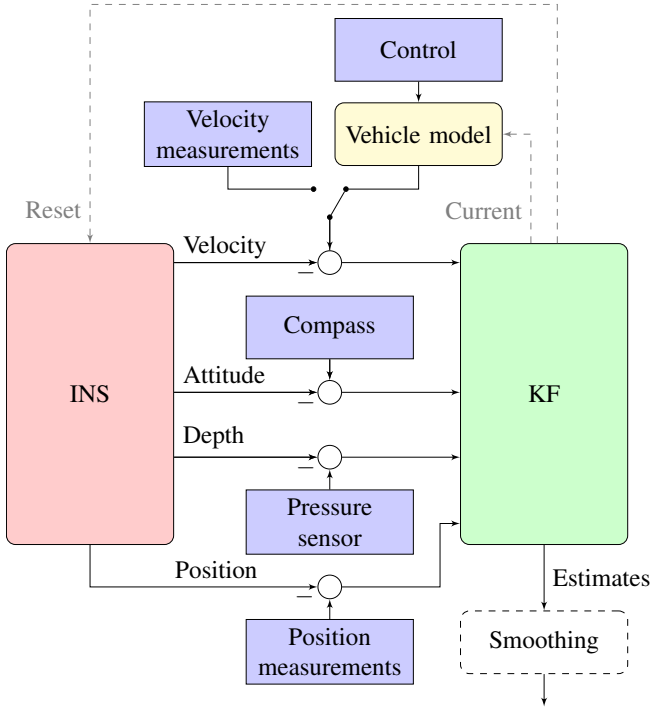 Control
Velocity
measurements
Vehicle model
Reset
Current
Velocity
Compass
INS
Attitude
KF
Depth
Pressure
sensor
Position
Estimates
Position
measurements
Smoothing